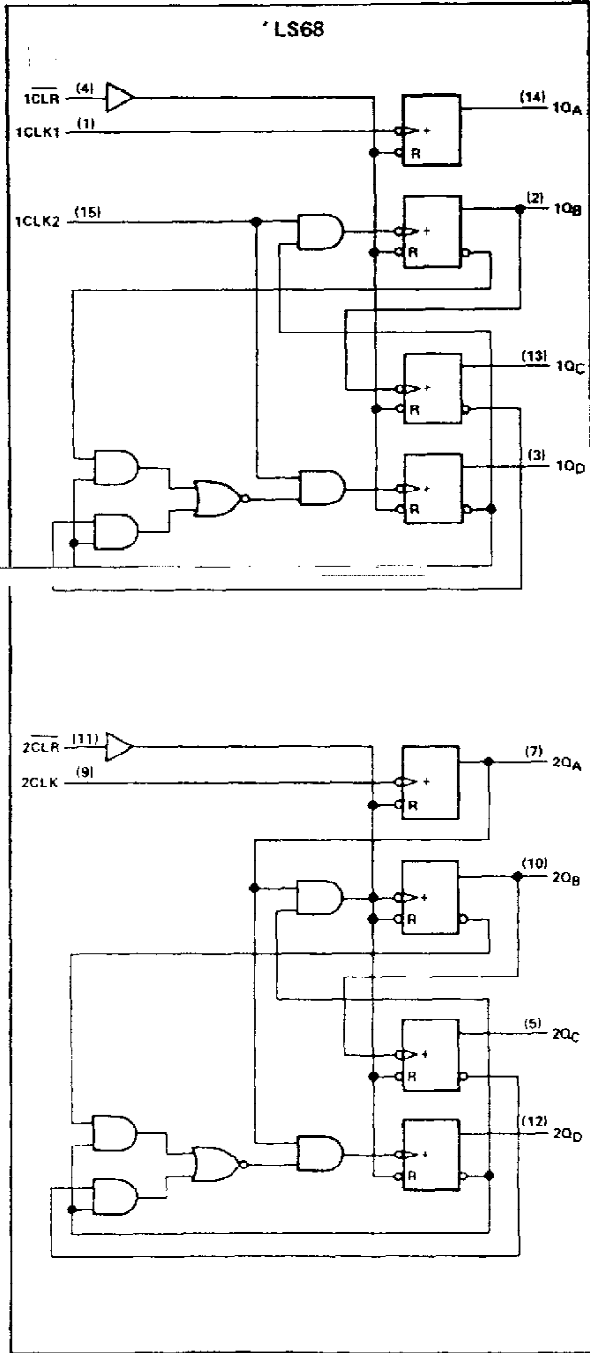 'LS68
1CLR (4)
(14) 1QA
1CLK1 (1)
+
R
1CLK2 (15)
(2) 1QB
+
R
(13) 1QC
+
R
(3) 1QD
+
R
2CLR (11)
(7) 2QA
2CLK (9)
+
R
(10) 2QB
+
R
(5) 2QC
+
R
(12) 2QD
+
R